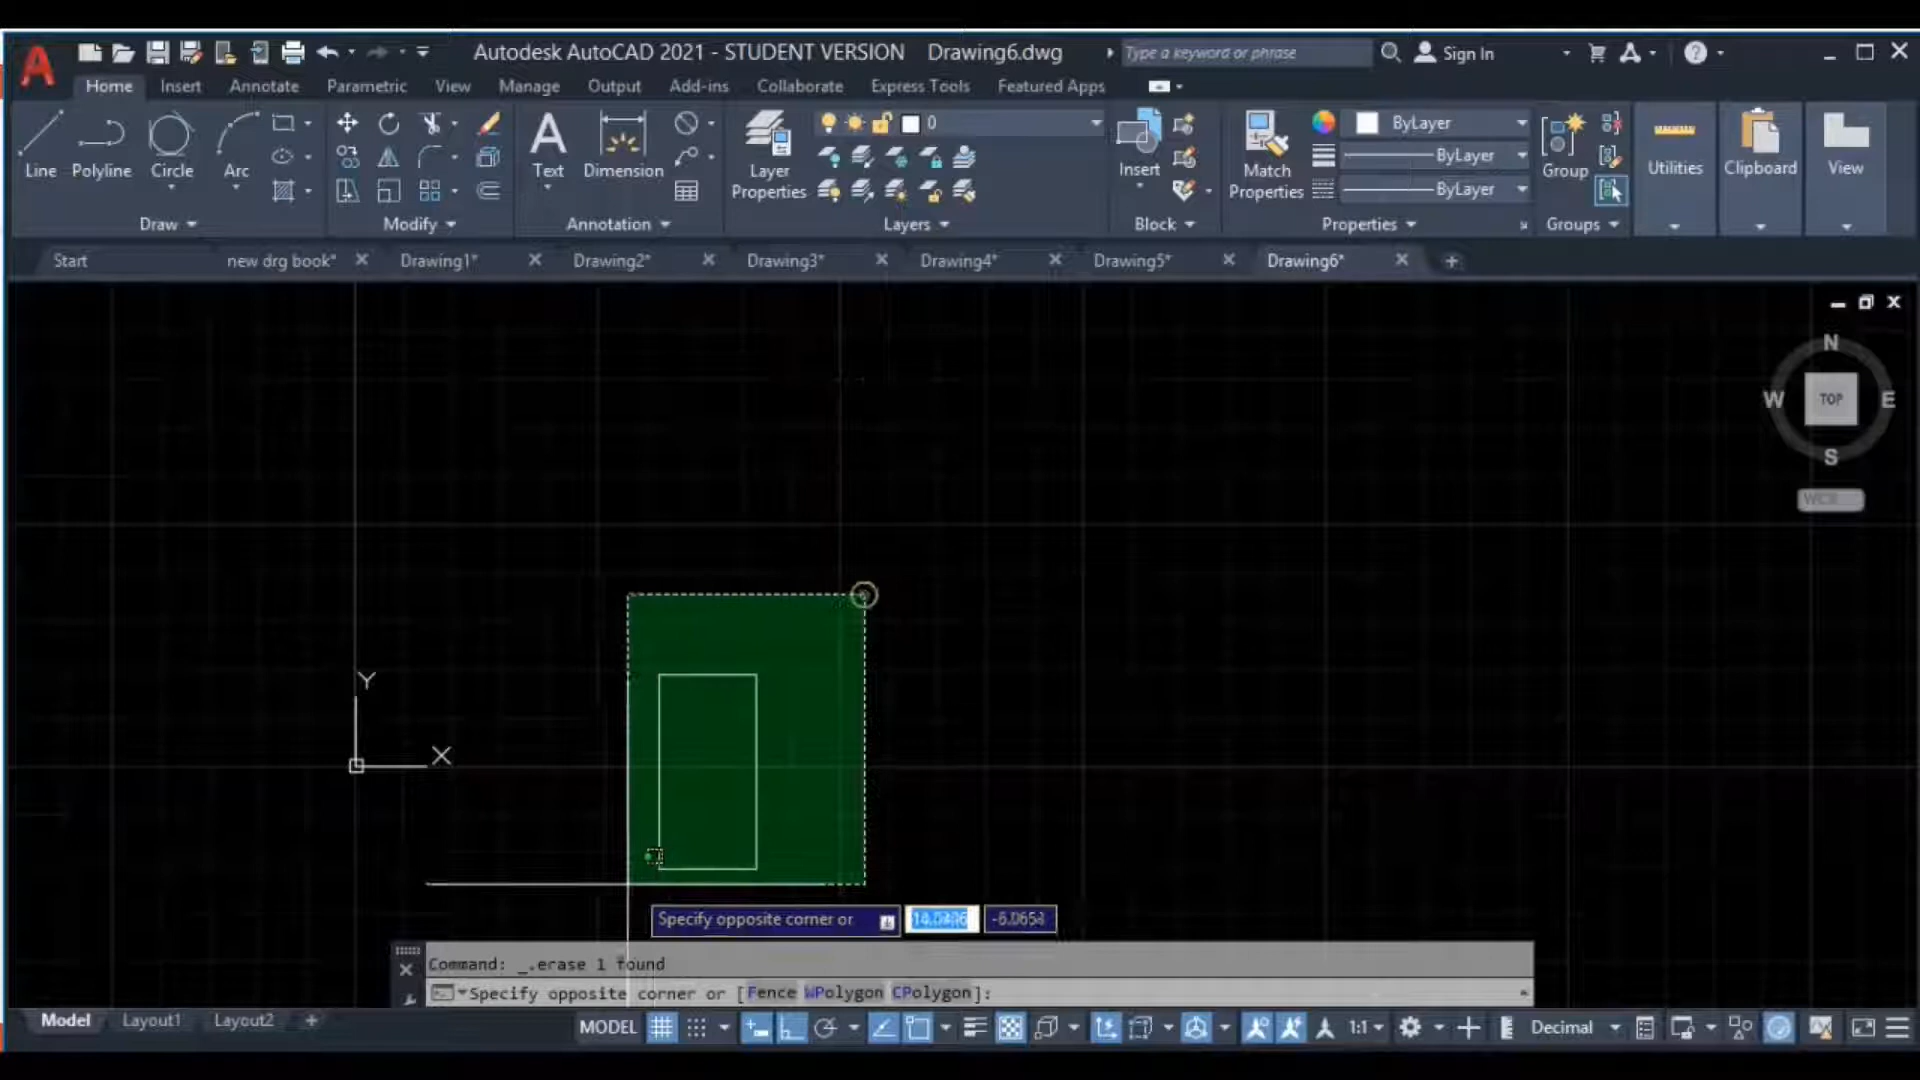 Autodesk AutoCAD 2021 - STUDENT VERSION Drawing6.dwg Type a keyword or phrase Sign In
Home Insert Annotate Parametric View Manage Output Add-ins Collaborate Express Tools Featured Apps
Line Polyline Circle Arc Text Dimension Layer Properties 0 Insert Match Properties ByLayer ByLayer ByLayer Group Utilities Clipboard View
Draw Modify Annotation Layers Block Properties Groups
Start new drg book* Drawing1* Drawing2* Drawing3* Drawing4* Drawing5* Drawing6*
N
W TOP E
S
WCS
Y
X
Specify opposite corner or
Command: _.erase 1 found
Specify opposite corner or [Fence WPolygon CPolygon]:
Model Layout1 Layout2 + MODEL 1:1 Decimal